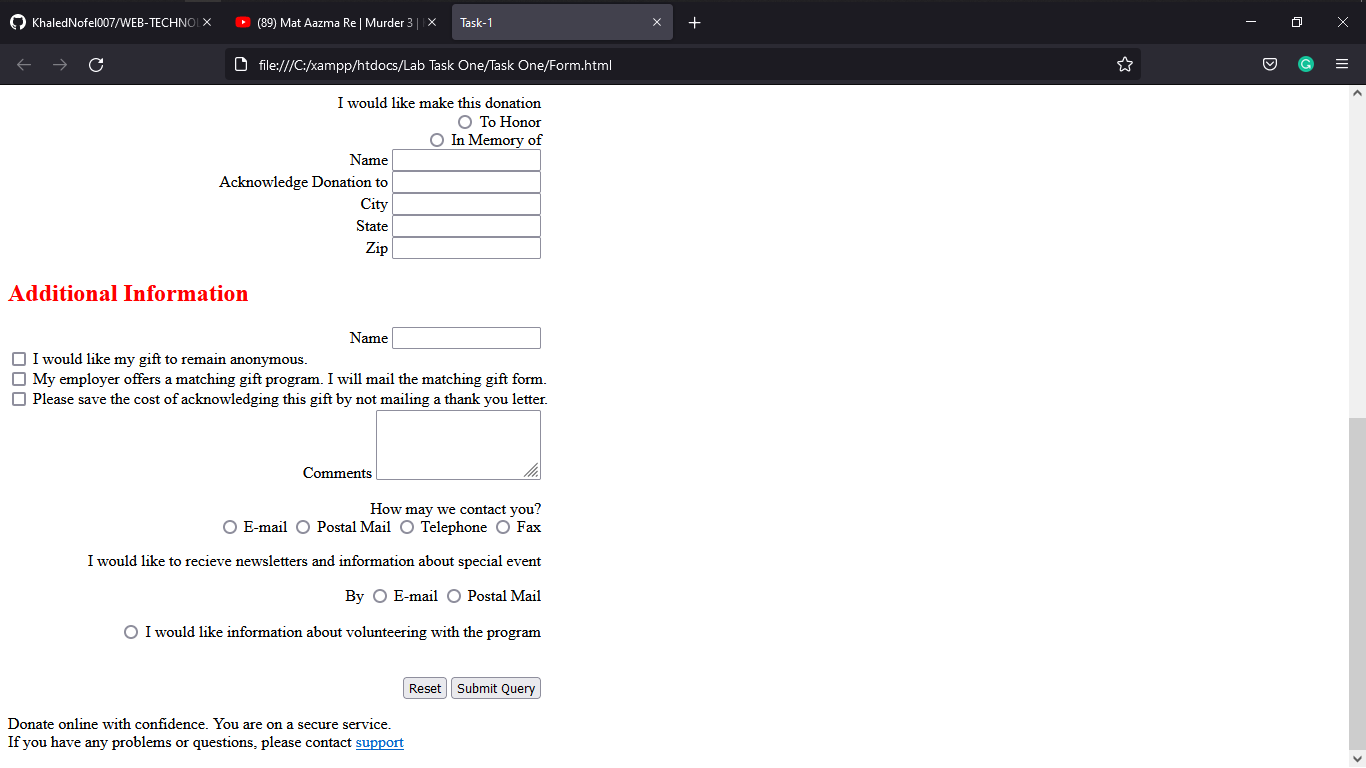 KhaledNofel007/WEB-TECHNOL
(89) Mat Aazma Re | Murder 3 |
Task-1
file:///C:/xampp/htdocs/Lab Task One/Task One/Form.html
I would like make this donation
To Honor
In Memory of
Name
Acknowledge Donation to
City
State
Zip
Additional Information
Name
I would like my gift to remain anonymous.
My employer offers a matching gift program. I will mail the matching gift form.
Please save the cost of acknowledging this gift by not mailing a thank you letter.
Comments
How may we contact you?
E-mail Postal Mail Telephone Fax
I would like to recieve newsletters and information about special event
By E-mail Postal Mail
I would like information about volunteering with the program
Reset Submit Query
Donate online with confidence. You are on a secure service.
If you have any problems or questions, please contact support